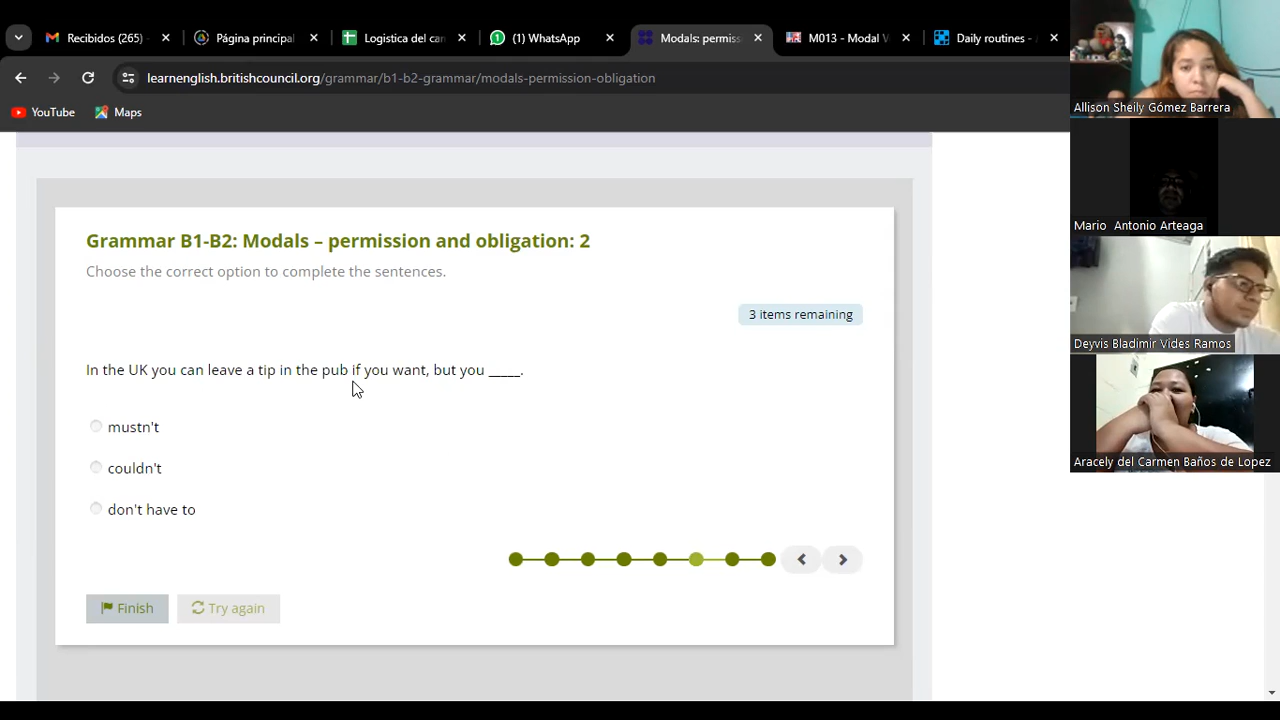 Recibidos (265)
Página principal
Logistica del can
(1) WhatsApp
Modals: permiss
M013 - Modal V
Daily routines -
learnenglish.britishcouncil.org/grammar/b1-b2-grammar/modals-permission-obligation
YouTube
Maps
Grammar B1-B2: Modals – permission and obligation: 2
Choose the correct option to complete the sentences.
3 items remaining
In the UK you can leave a tip in the pub if you want, but you _____.
mustn't
couldn't
don't have to
Finish
Try again
Allison Sheily Gómez Barrera
Mario Antonio Arteaga
Deyvis Bladimir Vides Ramos
Aracely del Carmen Baños de Lopez